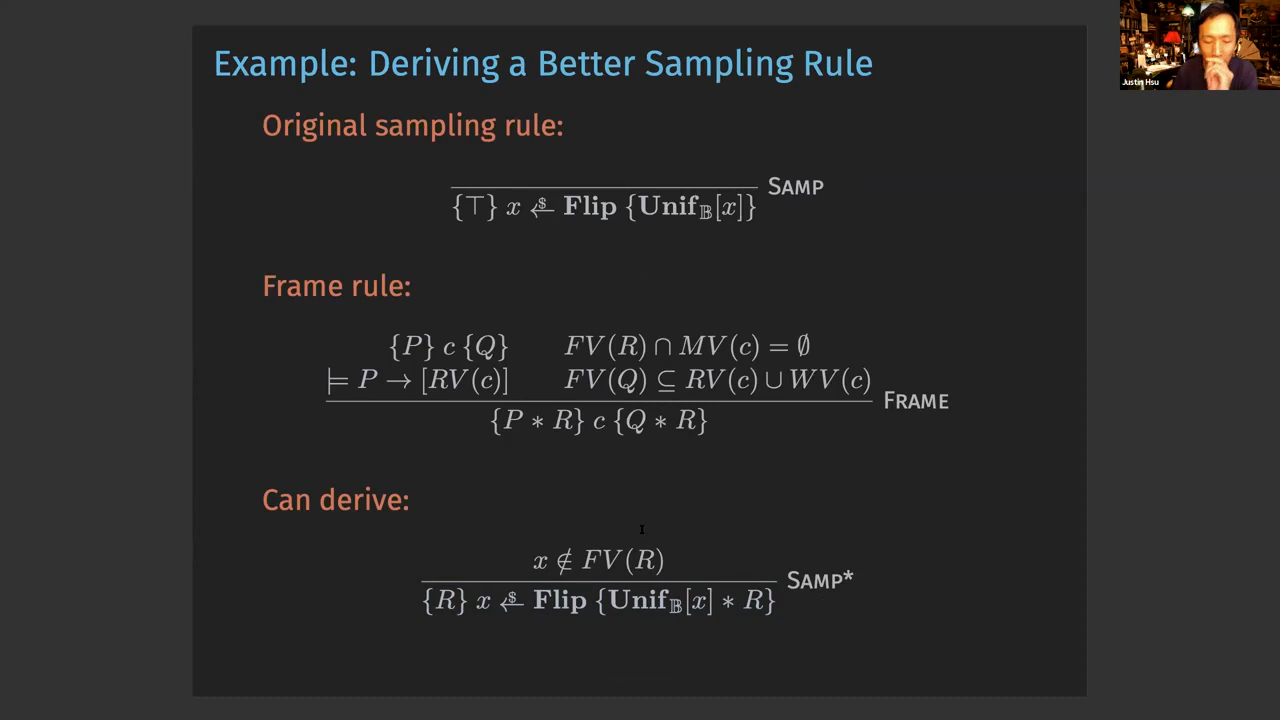 Example: Deriving a Better Sampling Rule
Justin Hsu
Original sampling rule:
SAMP
{⊤} x ←$ Flip {Unif_𝔹[x]}
Frame rule:
{P} c {Q} FV(R) ∩ MV(c) = ∅
⊨ P → [RV(c)] FV(Q) ⊆ RV(c) ∪ WV(c)
FRAME
{P ∗ R} c {Q ∗ R}
Can derive:
x ∉ FV(R)
SAMP*
{R} x ←$ Flip {Unif_𝔹[x] ∗ R}